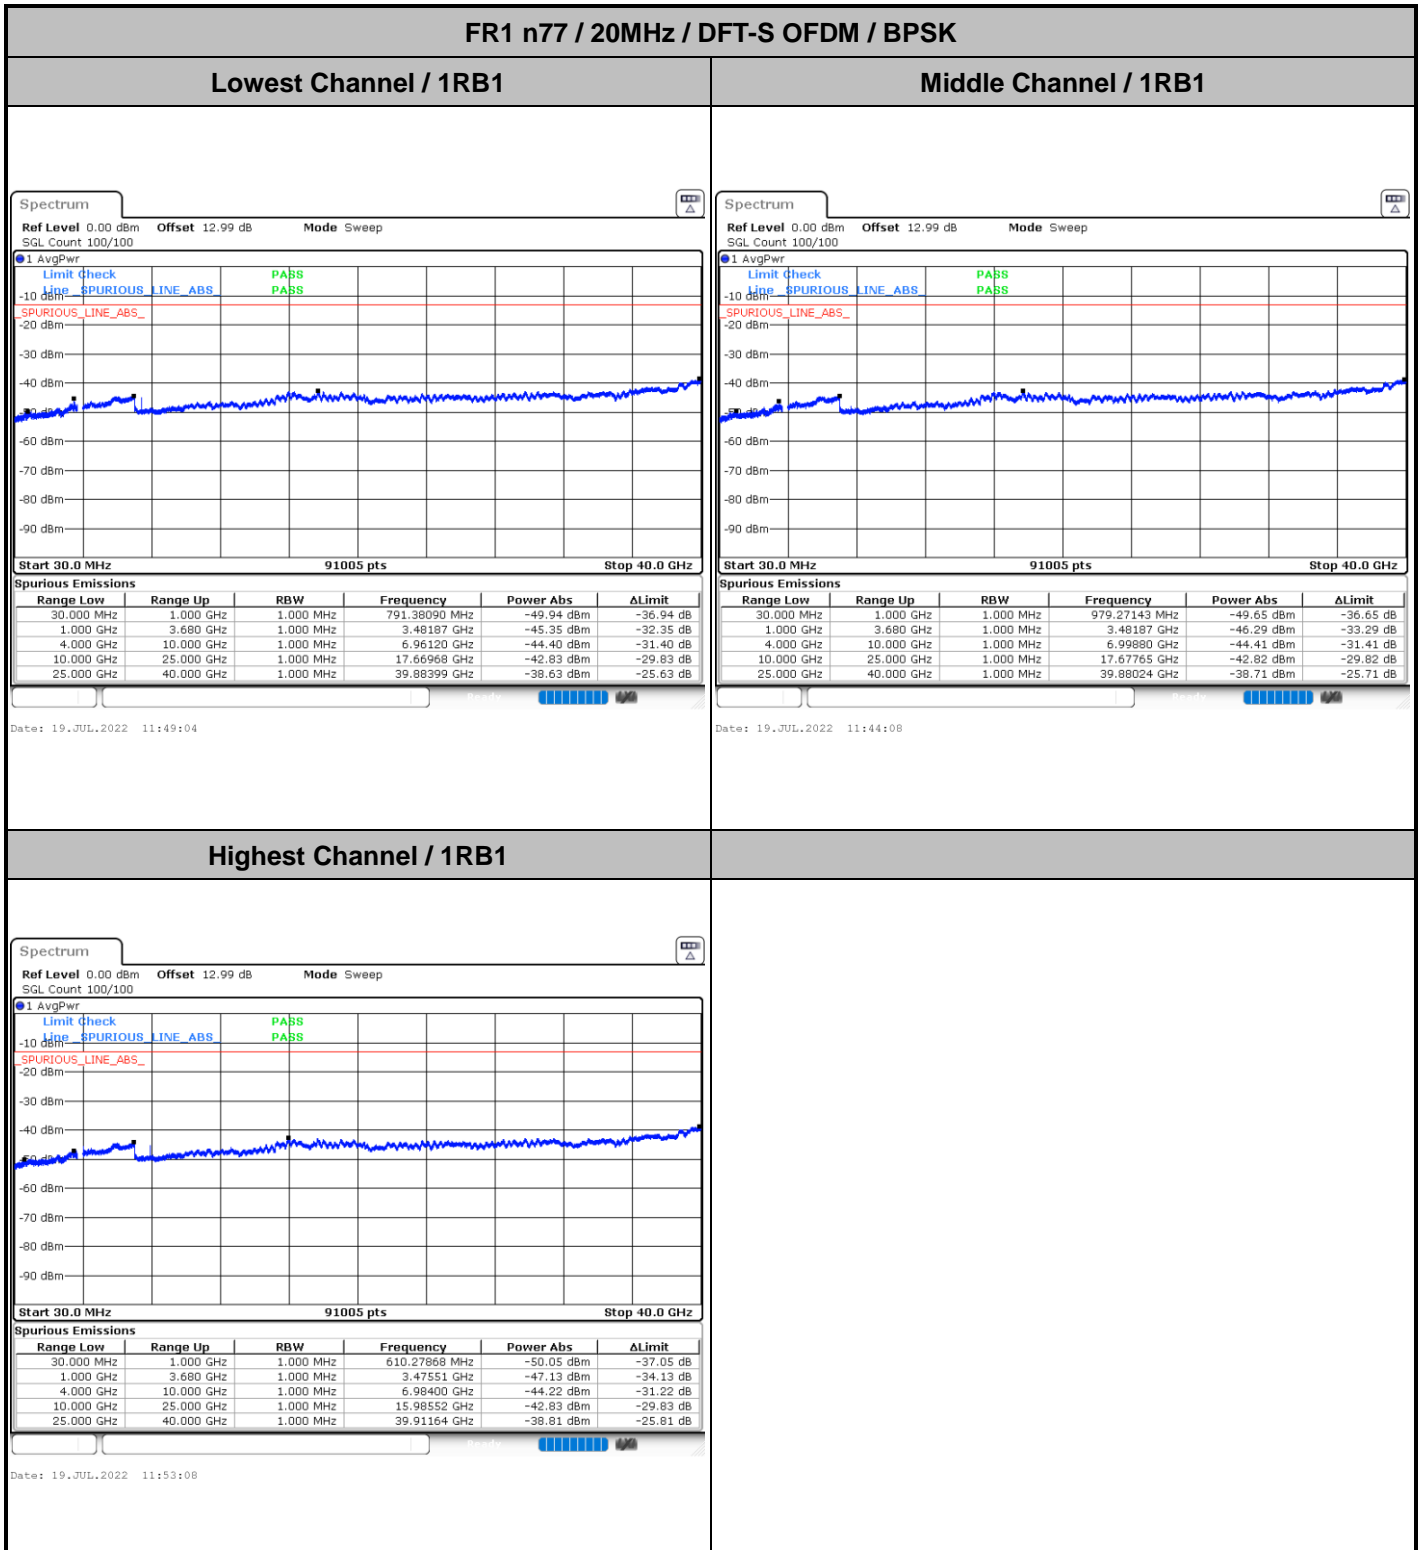 FR1 n77 / 20MHz / DFT-S OFDM / BPSK
Lowest Channel / 1RB1
Middle Channel / 1RB1
Spectrum
Ref Level 0.00 dBm Offset 12.99 dB Mode Sweep
SGL Count 100/100
1 AvgPwr
Limit Check PASS
Line _SPURIOUS_LINE_ABS_ PASS
-10 dBm
_SPURIOUS_LINE_ABS_
-20 dBm
-30 dBm
-40 dBm
-50 dBm
-60 dBm
-70 dBm
-80 dBm
-90 dBm
Start 30.0 MHz 91005 pts Stop 40.0 GHz
Spurious Emissions
Range Low Range Up RBW Frequency Power Abs ΔLimit
30.000 MHz 1.000 GHz 1.000 MHz 791.38090 MHz -49.94 dBm -36.94 dB
1.000 GHz 3.680 GHz 1.000 MHz 3.48187 GHz -45.35 dBm -32.35 dB
4.000 GHz 10.000 GHz 1.000 MHz 6.96120 GHz -44.40 dBm -31.40 dB
10.000 GHz 25.000 GHz 1.000 MHz 17.66968 GHz -42.83 dBm -29.83 dB
25.000 GHz 40.000 GHz 1.000 MHz 39.88399 GHz -38.63 dBm -25.63 dB
Ready
Date: 19.JUL.2022 11:49:04
Spectrum
Ref Level 0.00 dBm Offset 12.99 dB Mode Sweep
SGL Count 100/100
1 AvgPwr
Limit Check PASS
Line _SPURIOUS_LINE_ABS_ PASS
-10 dBm
_SPURIOUS_LINE_ABS_
-20 dBm
-30 dBm
-40 dBm
-50 dBm
-60 dBm
-70 dBm
-80 dBm
-90 dBm
Start 30.0 MHz 91005 pts Stop 40.0 GHz
Spurious Emissions
Range Low Range Up RBW Frequency Power Abs ΔLimit
30.000 MHz 1.000 GHz 1.000 MHz 979.27143 MHz -49.65 dBm -36.65 dB
1.000 GHz 3.680 GHz 1.000 MHz 3.48187 GHz -46.29 dBm -33.29 dB
4.000 GHz 10.000 GHz 1.000 MHz 6.99880 GHz -44.41 dBm -31.41 dB
10.000 GHz 25.000 GHz 1.000 MHz 17.67765 GHz -42.82 dBm -29.82 dB
25.000 GHz 40.000 GHz 1.000 MHz 39.88024 GHz -38.71 dBm -25.71 dB
Ready
Date: 19.JUL.2022 11:44:08
Highest Channel / 1RB1
Spectrum
Ref Level 0.00 dBm Offset 12.99 dB Mode Sweep
SGL Count 100/100
1 AvgPwr
Limit Check PASS
Line _SPURIOUS_LINE_ABS_ PASS
-10 dBm
_SPURIOUS_LINE_ABS_
-20 dBm
-30 dBm
-40 dBm
-50 dBm
-60 dBm
-70 dBm
-80 dBm
-90 dBm
Start 30.0 MHz 91005 pts Stop 40.0 GHz
Spurious Emissions
Range Low Range Up RBW Frequency Power Abs ΔLimit
30.000 MHz 1.000 GHz 1.000 MHz 610.27868 MHz -50.05 dBm -37.05 dB
1.000 GHz 3.680 GHz 1.000 MHz 3.47551 GHz -47.13 dBm -34.13 dB
4.000 GHz 10.000 GHz 1.000 MHz 6.98400 GHz -44.22 dBm -31.22 dB
10.000 GHz 25.000 GHz 1.000 MHz 15.98552 GHz -42.83 dBm -29.83 dB
25.000 GHz 40.000 GHz 1.000 MHz 39.91164 GHz -38.81 dBm -25.81 dB
Ready
Date: 19.JUL.2022 11:53:08